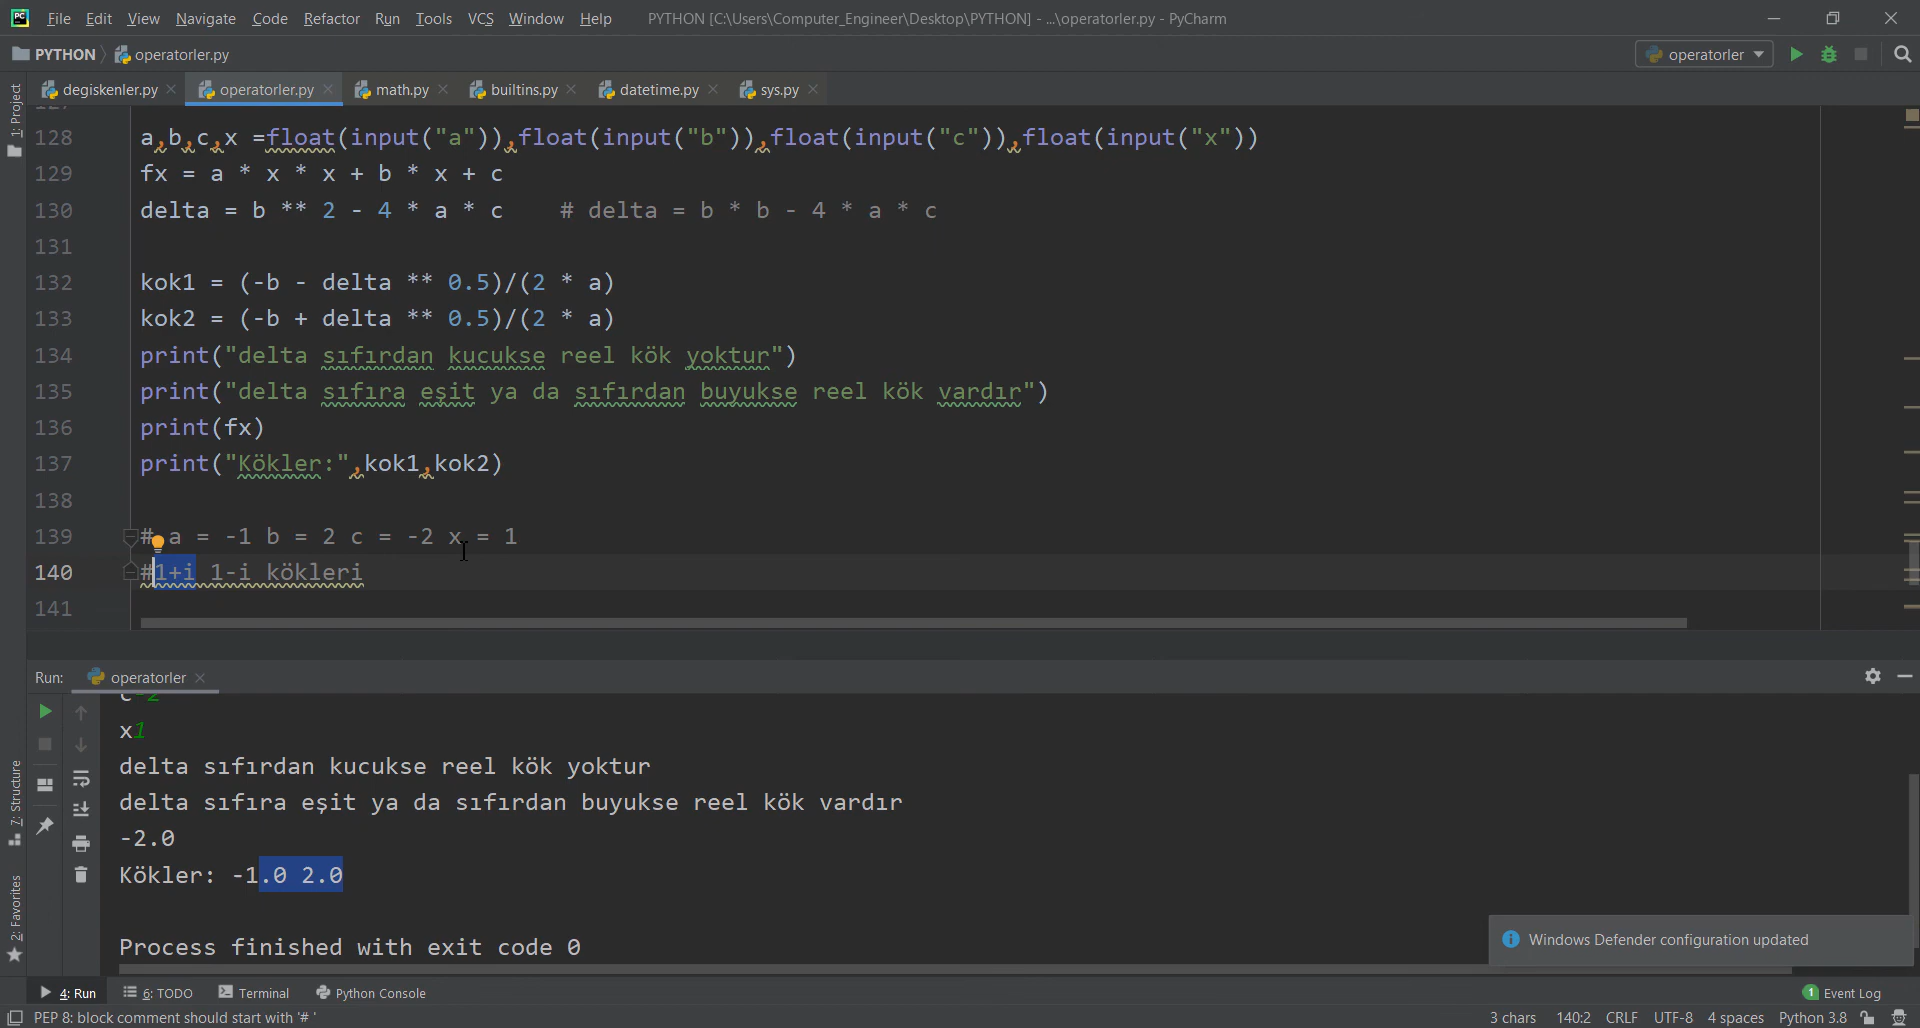 File Edit View Navigate Code Refactor Run Tools VCS Window Help PYTHON [C:\Users\Computer_Engineer\Desktop\PYTHON] - ...\operatorler.py - PyCharm
PYTHON operatorler.py operatorler
degiskenler.py operatorler.py math.py builtins.py datetime.py sys.py
1: Project
128 a,b,c,x =float(input("a")),float(input("b")),float(input("c")),float(input("x"))
129 fx = a * x * x + b * x + c
130 delta = b ** 2 - 4 * a * c # delta = b * b - 4 * a * c
131
132 kok1 = (-b - delta ** 0.5)/(2 * a)
133 kok2 = (-b + delta ** 0.5)/(2 * a)
134 print("delta sıfırdan kucukse reel kök yoktur")
135 print("delta sıfıra eşit ya da sıfırdan buyukse reel kök vardır")
136 print(fx)
137 print("Kökler:",kok1,kok2)
138
139 # a = -1 b = 2 c = -2 x = 1
140 #1+i 1-i kökleri
141
Run: operatorler
x1
delta sıfırdan kucukse reel kök yoktur
delta sıfıra eşit ya da sıfırdan buyukse reel kök vardır
-2.0
Kökler: -1.0 2.0
Process finished with exit code 0
7: Structure
2: Favorites
Windows Defender configuration updated
4: Run 6: TODO Terminal Python Console 1 Event Log
PEP 8: block comment should start with '# ' 3 chars 140:2 CRLF UTF-8 4 spaces Python 3.8